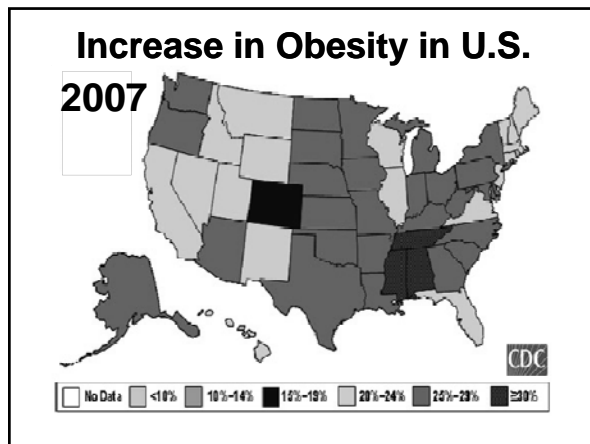 Increase in Obesity in U.S.
2007
CDC
No Data <10% 10%–14% 15%–19% 20%–24% 25%–29% ≥30%